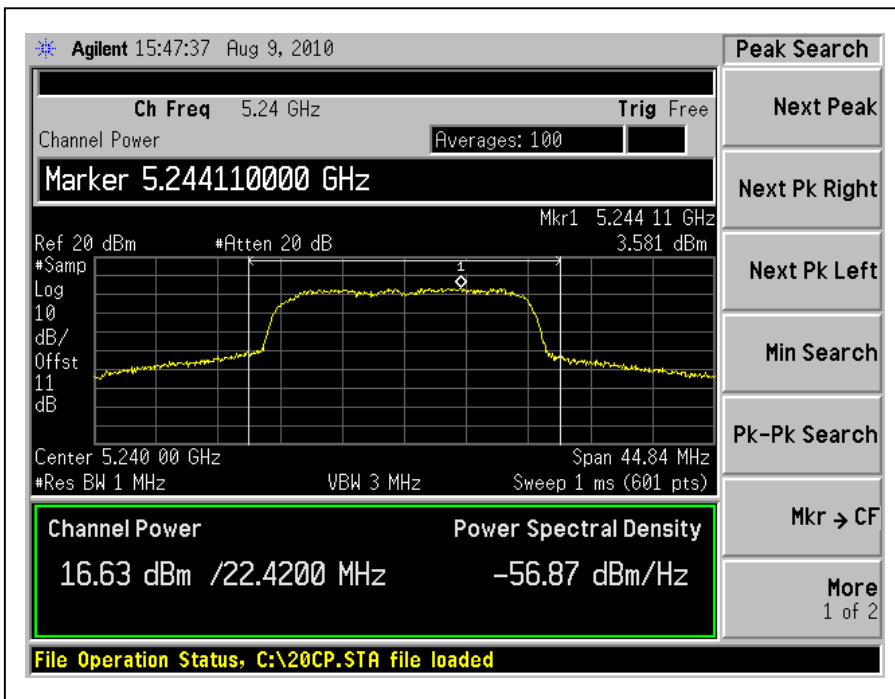 Agilent 15:47:37 Aug 9, 2010
Peak Search
Ch Freq 5.24 GHz Trig Free
Channel Power Averages: 100
Marker 5.244110000 GHz
Mkr1 5.244 11 GHz
Ref 20 dBm #Atten 20 dB 3.581 dBm
#Samp
Log
10
dB/
Offst
11
dB
1
Center 5.240 00 GHz Span 44.84 MHz
#Res BW 1 MHz VBW 3 MHz Sweep 1 ms (601 pts)
Channel Power Power Spectral Density
16.63 dBm /22.4200 MHz -56.87 dBm/Hz
File Operation Status, C:\20CP.STA file loaded
Next Peak
Next Pk Right
Next Pk Left
Min Search
Pk-Pk Search
Mkr → CF
More
1 of 2